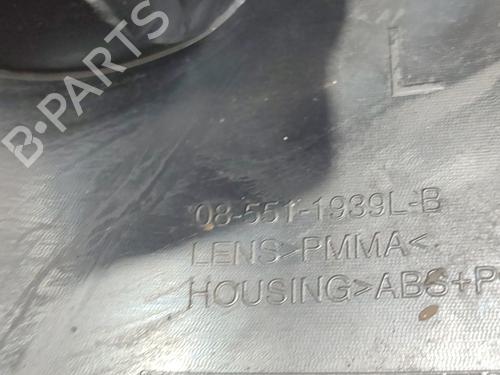 B-PARTS
L
08-551-1939L-B
LENS>PMMA<.
HOUSING>ABS+P